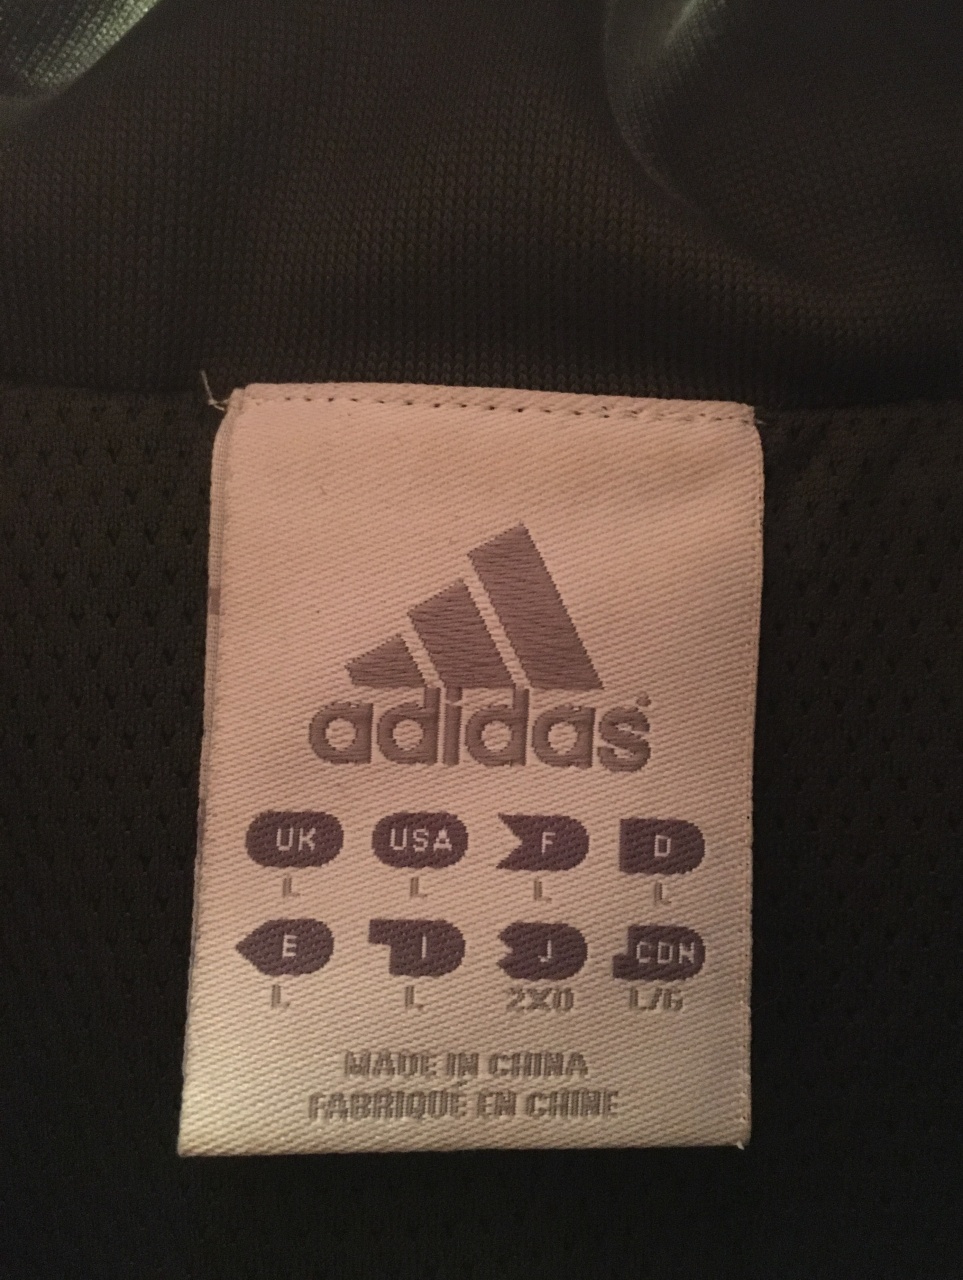 adidas®
UK USA F D
L L L L
E I J CDN
L L 2XO L/G
MADE IN CHINA
FABRIQUÉ EN CHINE